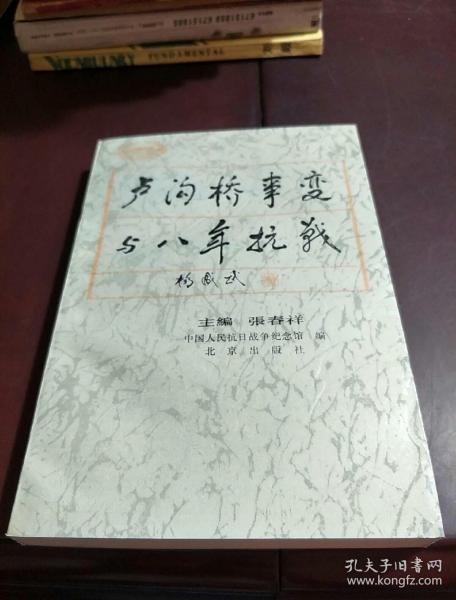 VOCABULARY
FUNDAMENTAL
卢沟桥事变
与八年抗战
杨成武
主編 張春祥
中国人民抗日战争纪念馆 编
北京出版社
孔夫子旧书网
www.kongfz.com